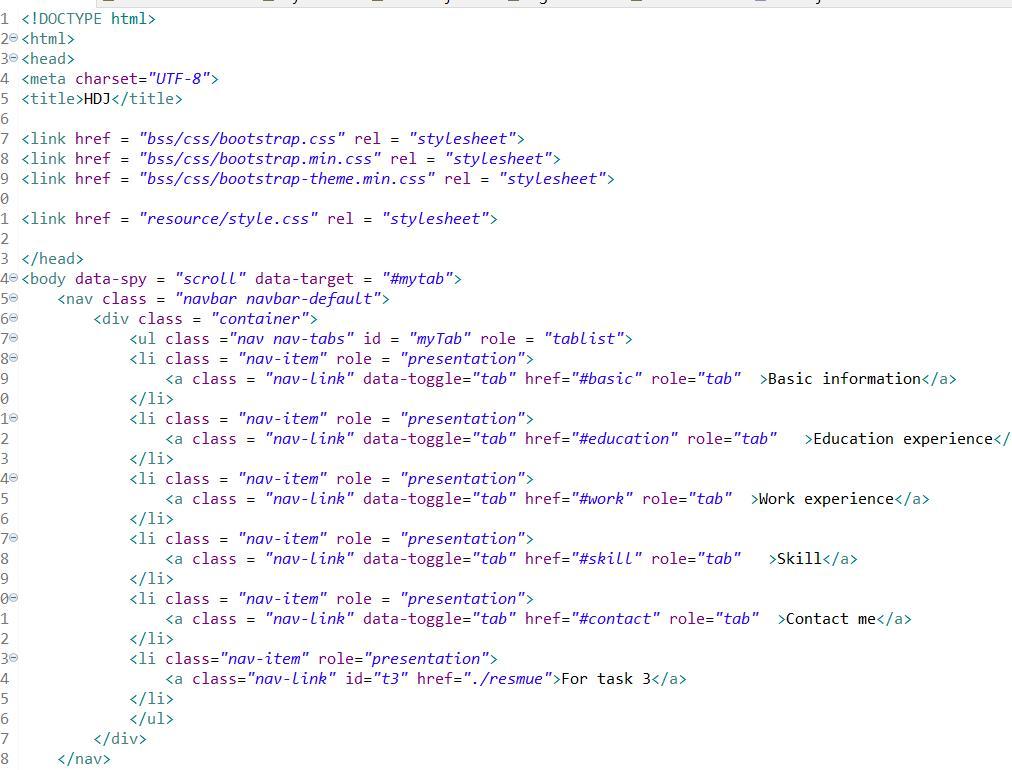 1 <!DOCTYPE html>
2 <html>
3 <head>
4 <meta charset="UTF-8">
5 <title>HDJ</title>
6
7 <link href = "bss/css/bootstrap.css" rel = "stylesheet">
8 <link href = "bss/css/bootstrap.min.css" rel = "stylesheet">
9 <link href = "bss/css/bootstrap-theme.min.css" rel = "stylesheet">
0
1 <link href = "resource/style.css" rel = "stylesheet">
2
3 </head>
4 <body data-spy = "scroll" data-target = "#mytab">
5 <nav class = "navbar navbar-default">
6 <div class = "container">
7 <ul class ="nav nav-tabs" id = "myTab" role = "tablist">
8 <li class = "nav-item" role = "presentation">
9 <a class = "nav-link" data-toggle="tab" href="#basic" role="tab" >Basic information</a>
0 </li>
1 <li class = "nav-item" role = "presentation">
2 <a class = "nav-link" data-toggle="tab" href="#education" role="tab" >Education experience</
3 </li>
4 <li class = "nav-item" role = "presentation">
5 <a class = "nav-link" data-toggle="tab" href="#work" role="tab" >Work experience</a>
6 </li>
7 <li class = "nav-item" role = "presentation">
8 <a class = "nav-link" data-toggle="tab" href="#skill" role="tab" >Skill</a>
9 </li>
0 <li class = "nav-item" role = "presentation">
1 <a class = "nav-link" data-toggle="tab" href="#contact" role="tab" >Contact me</a>
2 </li>
3 <li class="nav-item" role="presentation">
4 <a class="nav-link" id="t3" href="./resmue">For task 3</a>
5 </li>
6 </ul>
7 </div>
8 </nav>